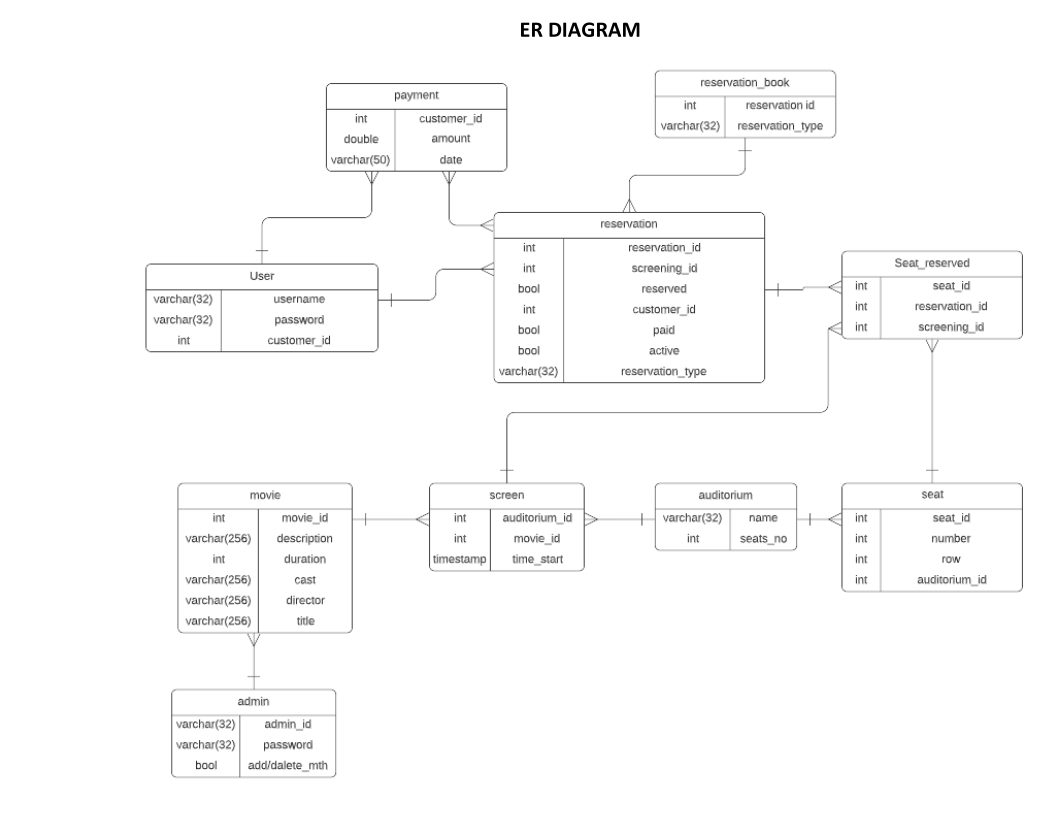 ER DIAGRAM
payment
int customer_id
double amount
varchar(50) date
reservation_book
int reservation id
varchar(32) reservation_type
User
varchar(32) username
varchar(32) password
int customer_id
reservation
int reservation_id
int screening_id
bool reserved
int customer_id
bool paid
bool active
varchar(32) reservation_type
Seat_reserved
int seat_id
int reservation_id
int screening_id
movie
int movie_id
varchar(256) description
int duration
varchar(256) cast
varchar(256) director
varchar(256) title
screen
int auditorium_id
int movie_id
timestamp time_start
auditorium
varchar(32) name
int seats_no
seat
int seat_id
int number
int row
int auditorium_id
admin
varchar(32) admin_id
varchar(32) password
bool add/dalete_mth